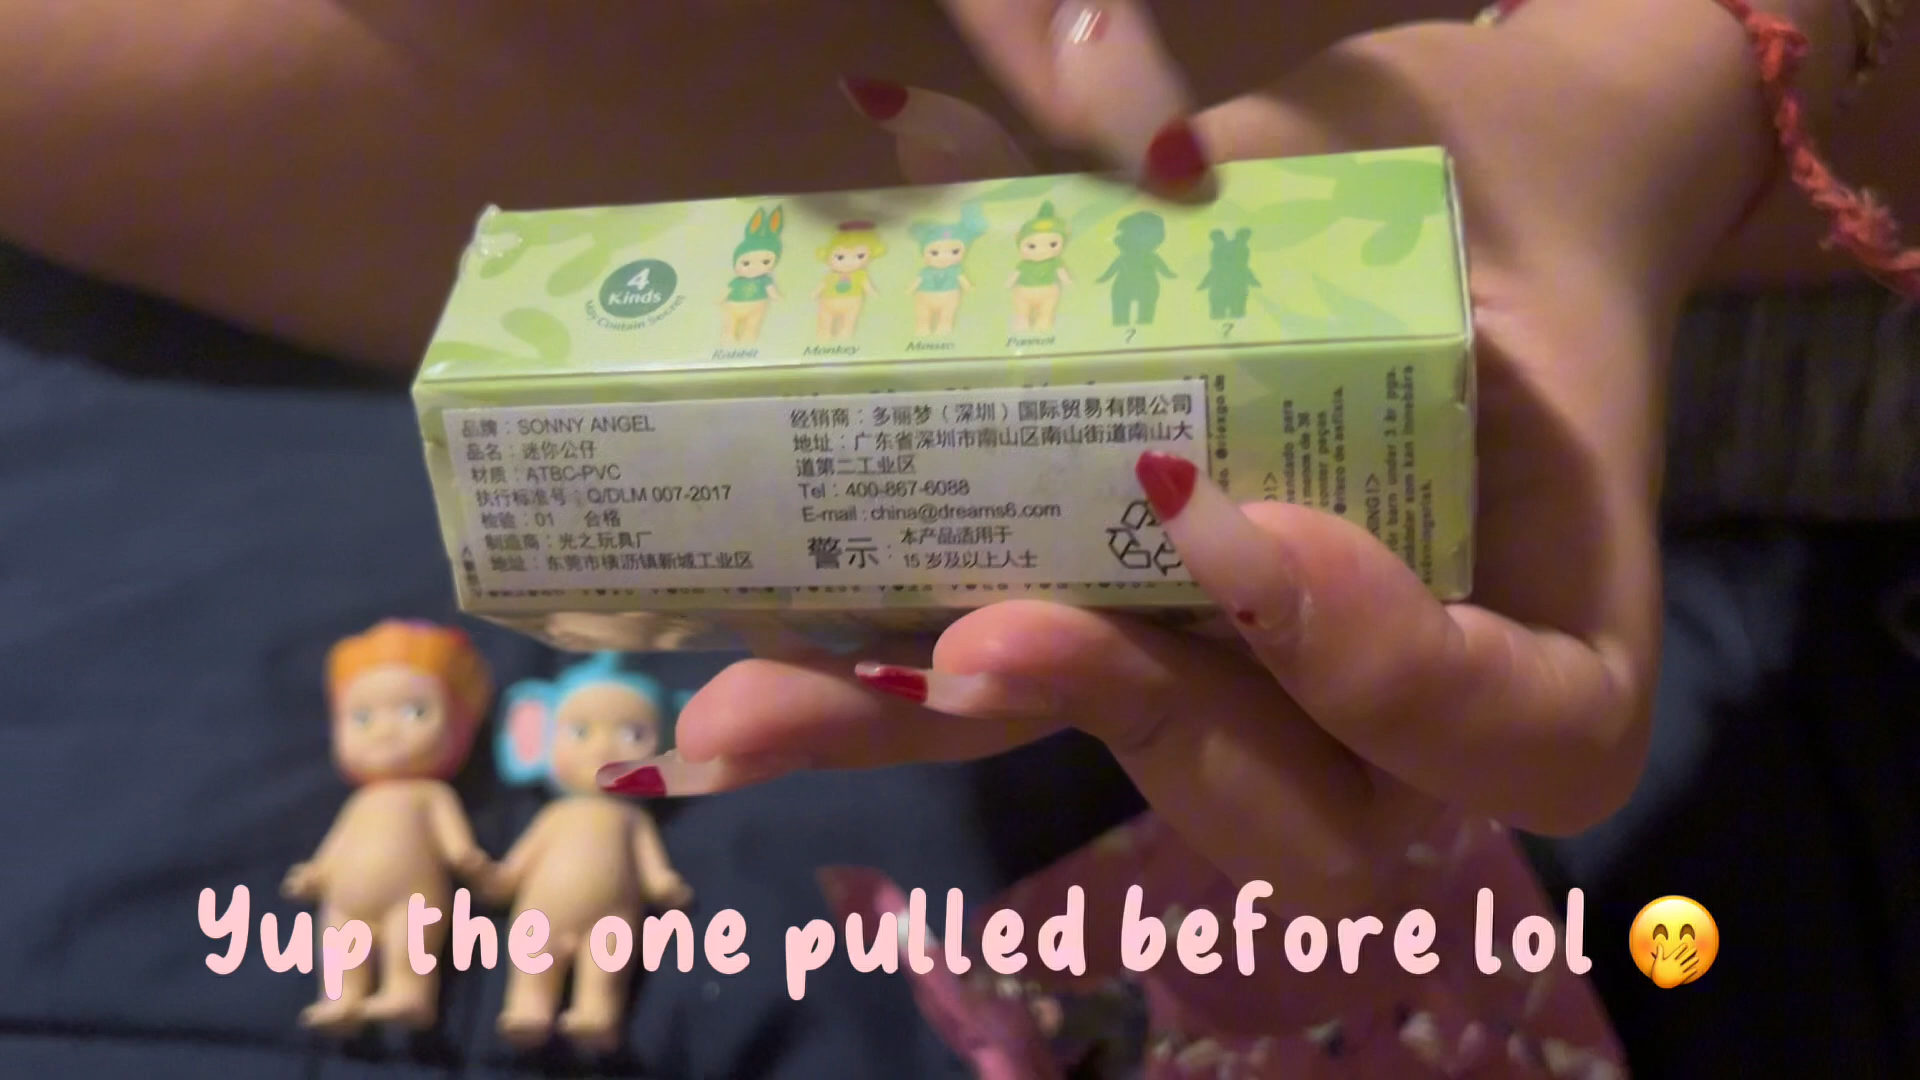 4
Kinds
May Contain Secret
Rabbit
Monkey
Mouse
Parrot
?
?
品牌：SONNY ANGEL
品名：迷你公仔
材质：ATBC-PVC
执行标准号：Q/DLM 007-2017
检验：01 合格
制造商：光之玩具厂
地址：东莞市横沥镇新城工业区
经销商：多丽梦（深圳）国际贸易有限公司
地址：广东省深圳市南山区南山街道南山大
道第二工业区
Tel：400-867-6088
E-mail：china@dreams6.com
警示：本产品适用于
15 岁及以上人士
Yup the one pulled before lol 🤭